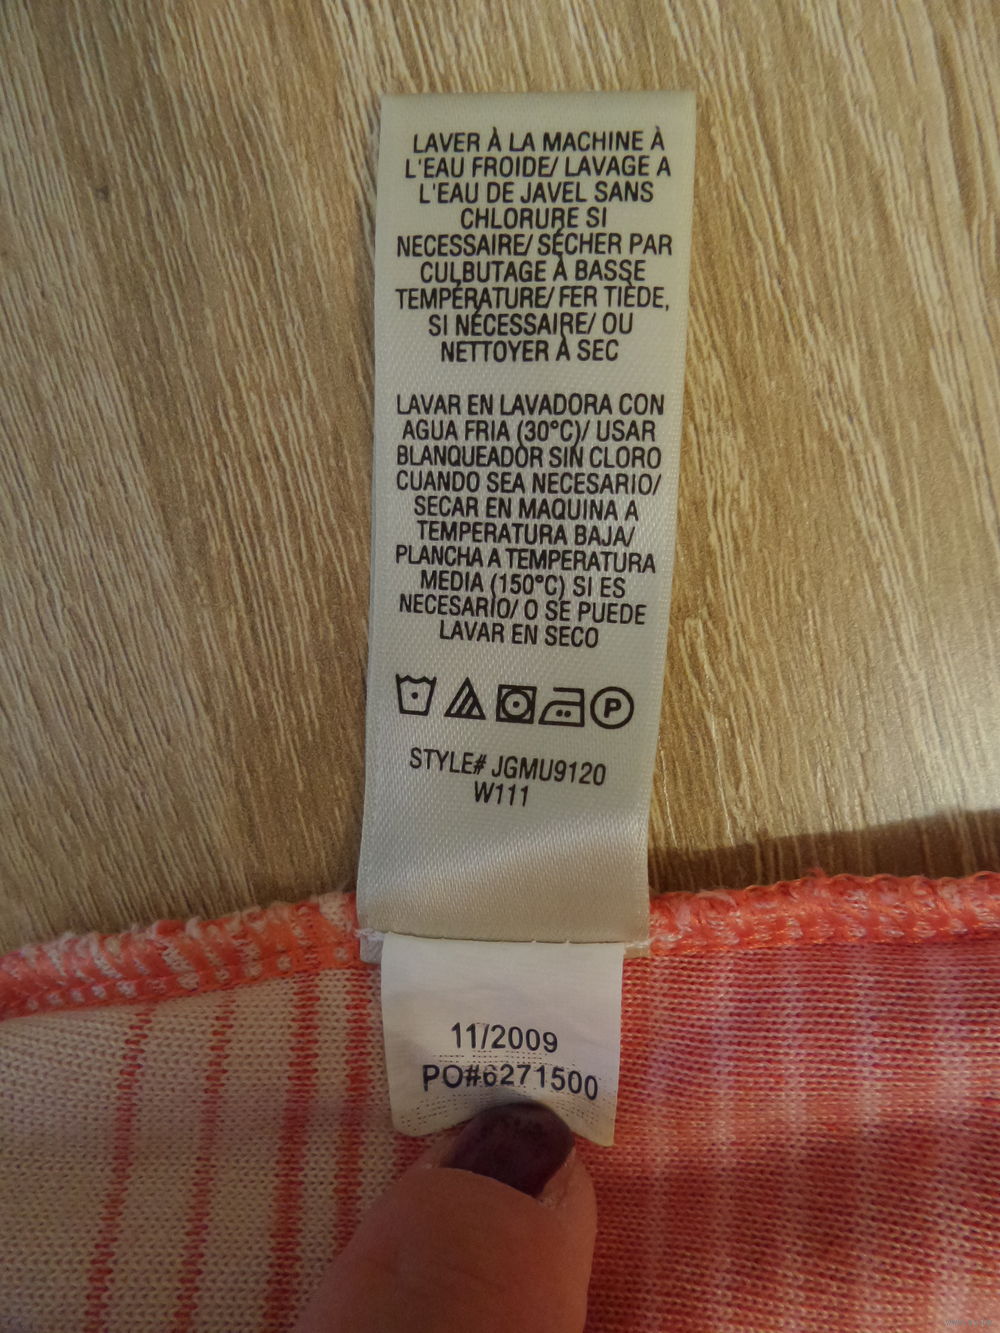 LAVER À LA MACHINE À
L'EAU FROIDE/ LAVAGE A
L'EAU DE JAVEL SANS
CHLORURE SI
NECESSAIRE/ SÉCHER PAR
CULBUTAGE À BASSE
TEMPÉRATURE/ FER TIÈDE,
SI NÉCESSAIRE/ OU
NETTOYER À SEC
LAVAR EN LAVADORA CON
AGUA FRIA (30°C)/ USAR
BLANQUEADOR SIN CLORO
CUANDO SEA NECESARIO/
SECAR EN MAQUINA A
TEMPERATURA BAJA/
PLANCHA A TEMPERATURA
MEDIA (150°C) SI ES
NECESARIO/ O SE PUEDE
LAVAR EN SECO
P
STYLE# JGMU9120
W111
11/2009
PO#6271500